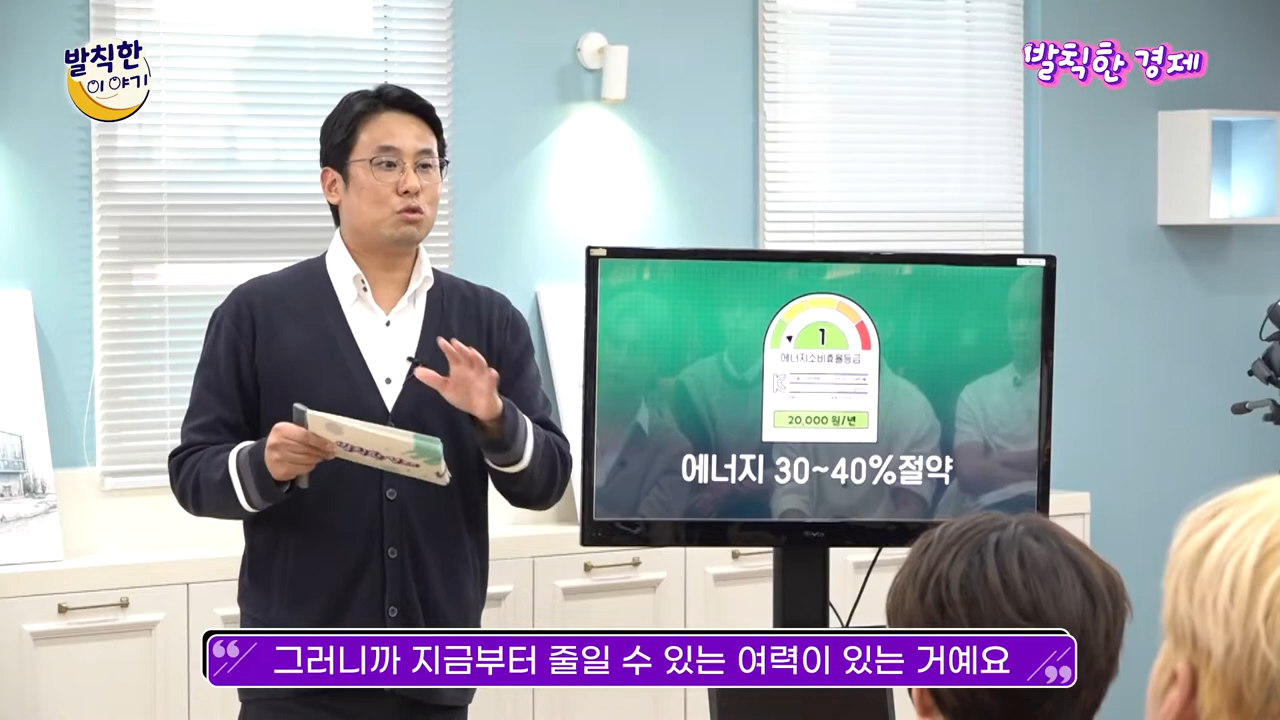 발칙한
이야기
발칙한 경제
1
에너지소비효율등급
20,000 원/년
에너지 30~40%절약
그러니까 지금부터 줄일 수 있는 여력이 있는 거예요